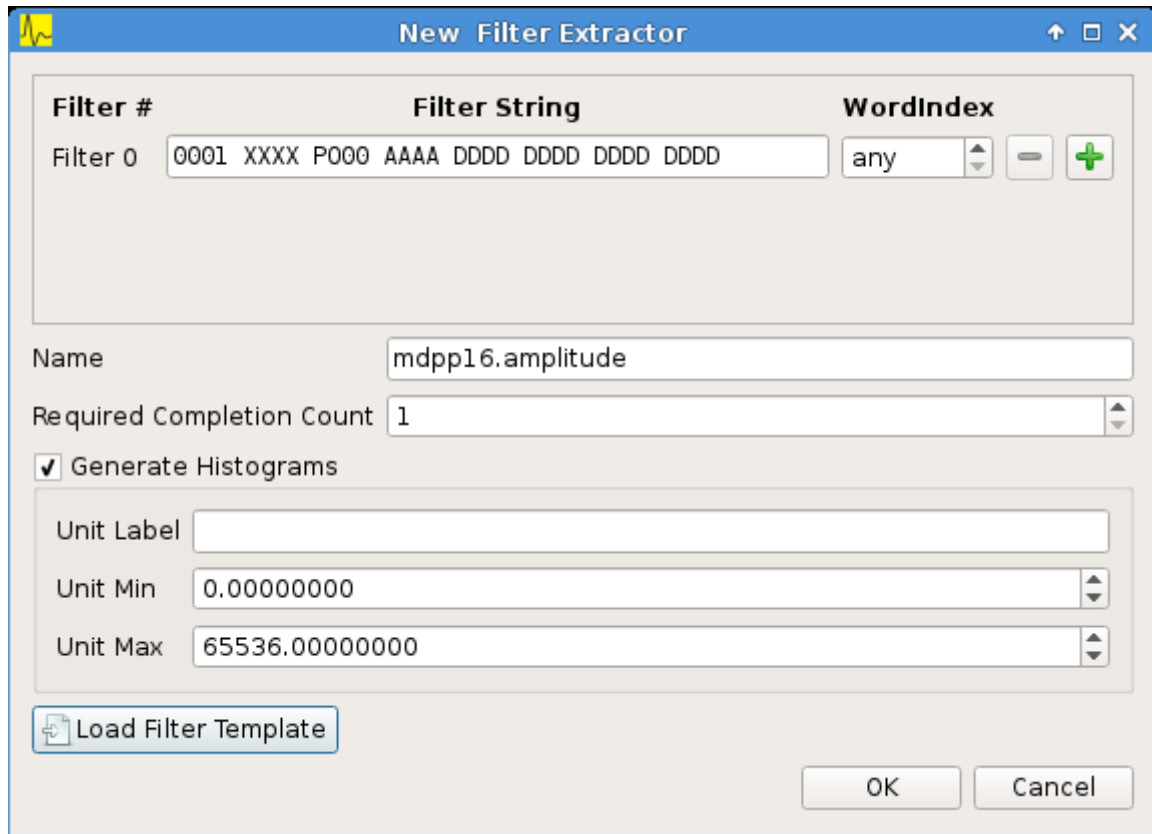 New Filter Extractor
Filter # Filter String WordIndex
Filter 0 0001 XXXX PO00 AAAA DDDD DDDD DDDD DDDD any
Name mdpp16.amplitude
Required Completion Count 1
Generate Histograms
Unit Label
Unit Min 0.00000000
Unit Max 65536.00000000
Load Filter Template
OK Cancel